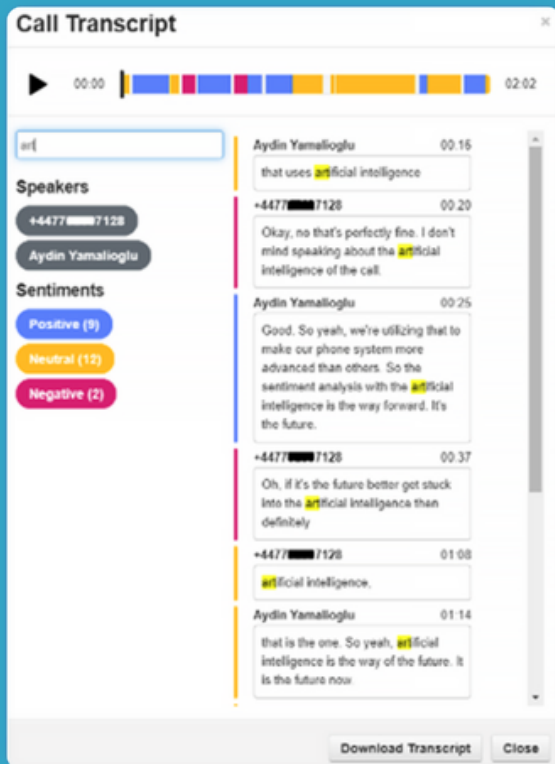 Call Transcript
×
00:00
02:02
art
Speakers
+4477 7128
Aydin Yamalioglu
Sentiments
Positive (9)
Neutral (12)
Negative (2)
Aydin Yamalioglu 00:16
that uses artificial intelligence
+4477 7128 00:20
Okay, no that's perfectly fine. I don't
mind speaking about the artificial
intelligence of the call.
Aydin Yamalioglu 00:25
Good. So yeah, we're utilizing that to
make our phone system more
advanced than others. So the
sentiment analysis with the artificial
intelligence is the way forward. It's
the future.
+4477 7128 00:37
Oh, if it's the future better get stuck
into the artificial intelligence then
definitely
+4477 7128 01:08
artificial intelligence,
Aydin Yamalioglu 01:14
that is the one. So yeah, artificial
intelligence is the way of the future. It
is the future now.
Download Transcript
Close